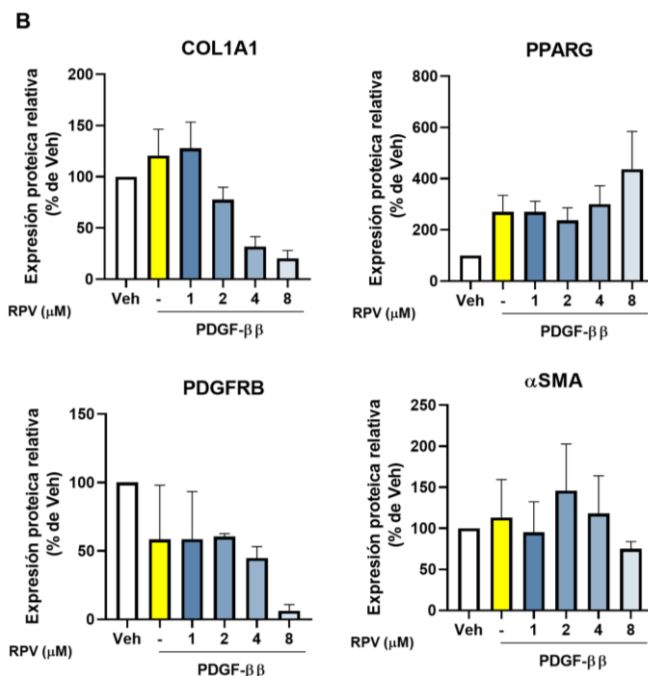 B
COL1A1
Expresión proteica relativa
(% de Veh)
200
150
100
50
0
Veh - 1 2 4 8
RPV (μM)
PDGF-ββ
PPARG
Expresión proteica relativa
(% de Veh)
800
600
400
200
0
Veh - 1 2 4 8
RPV (μM)
PDGF-ββ
PDGFRB
Expresión proteica relativa
(% de Veh)
150
100
50
0
Veh - 1 2 4 8
RPV (μM)
PDGF-ββ
αSMA
Expresión proteica relativa
(% de Veh)
250
200
150
100
50
0
Veh - 1 2 4 8
RPV (μM)
PDGF-ββ